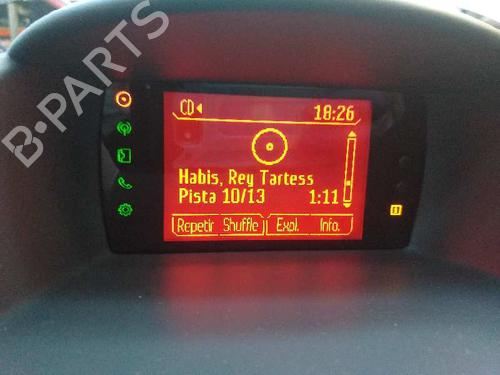 B-PARTS
CD
18:26
Habis, Rey Tartess
Pista 10/13 1:11
Repetir Shuffle Expl. Info.